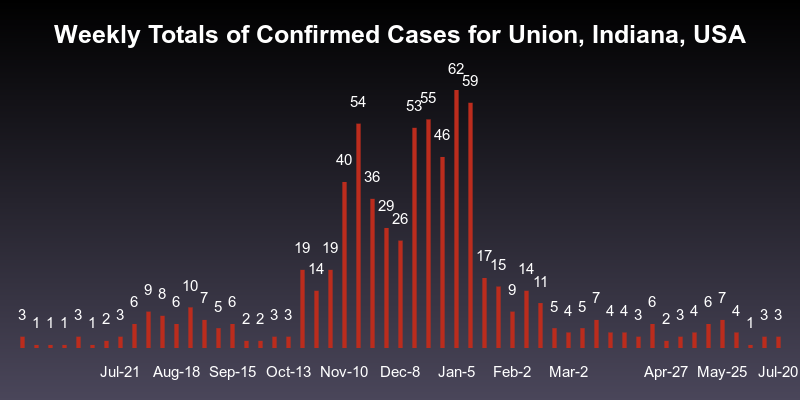 Weekly Totals of Confirmed Cases for Union, Indiana, USA
3 1 1 1 3 1 2 3 6 9 8 6 10 7 5 6 2 2 3 3 19 14 19 40 54 36 29 26 53 55 46 62 59 17 15 9 14 11 5 4 5 7 4 4 3 6 2 3 4 6 7 4 1 3 3
Jul-21 Aug-18 Sep-15 Oct-13 Nov-10 Dec-8 Jan-5 Feb-2 Mar-2 Apr-27 May-25 Jul-20